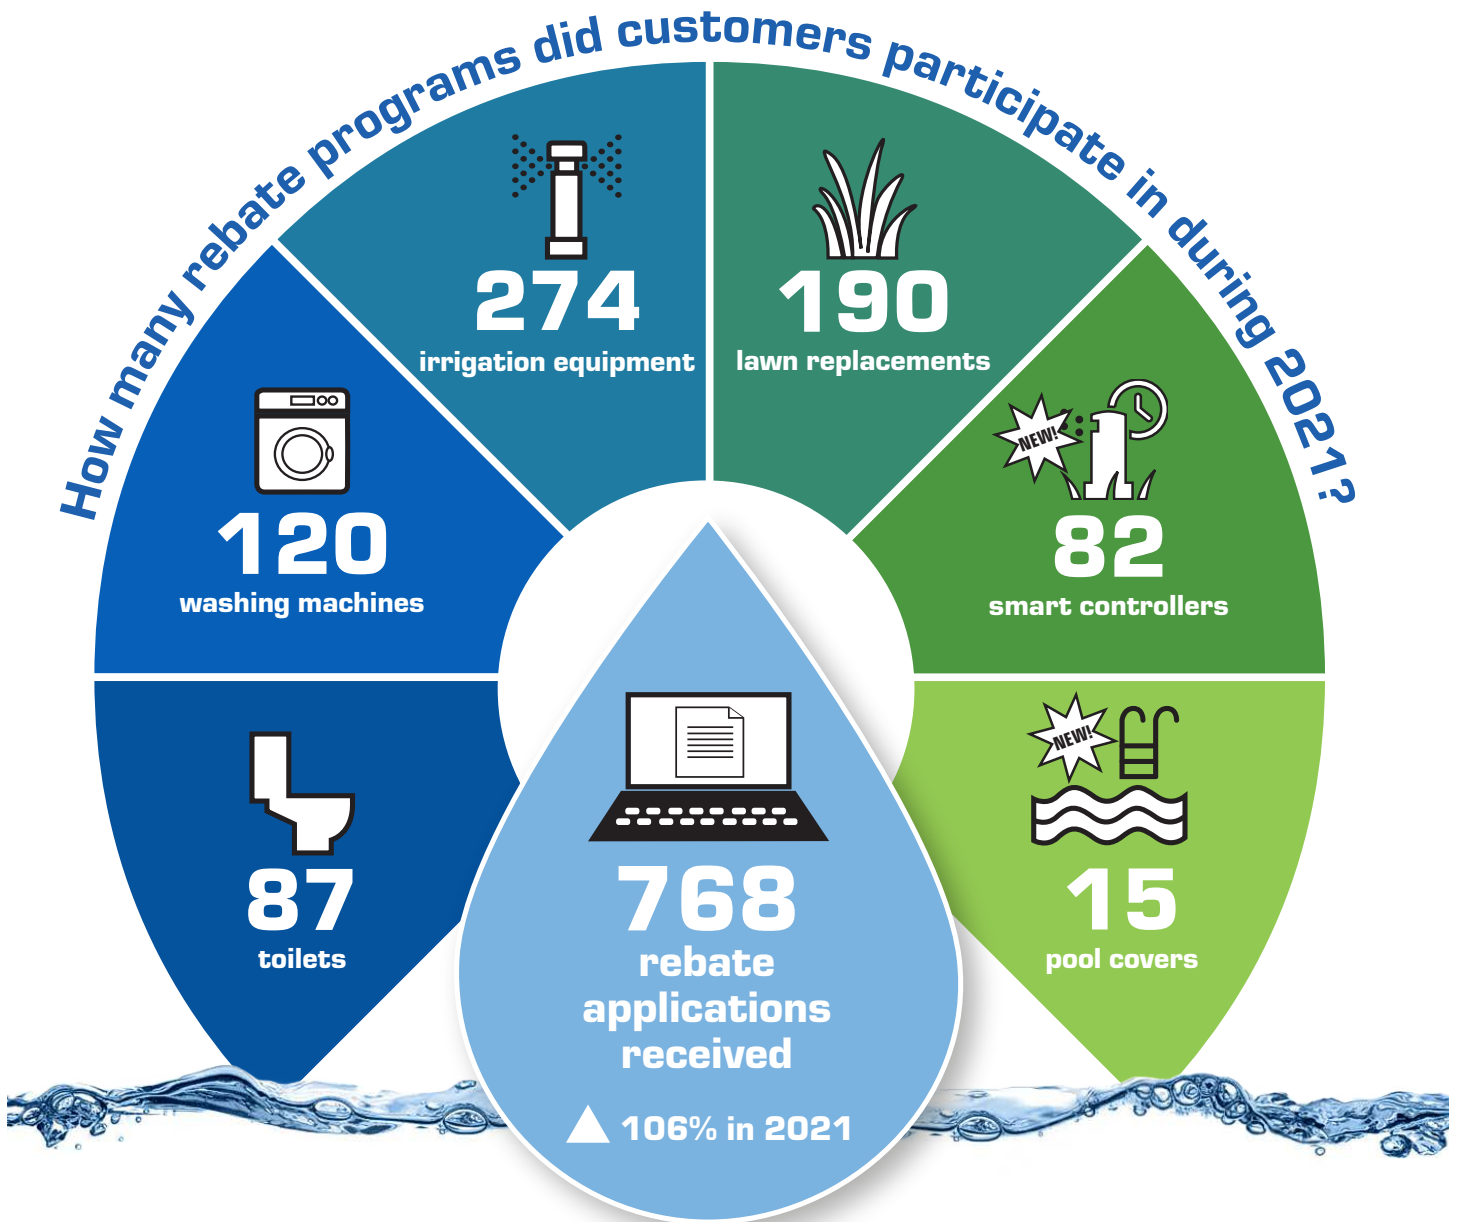 How many rebate programs did customers participate in during 2021?
274
irrigation equipment
190
lawn replacements
120
washing machines
NEW!
82
smart controllers
87
toilets
NEW!
15
pool covers
768
rebate
applications
received
106% in 2021